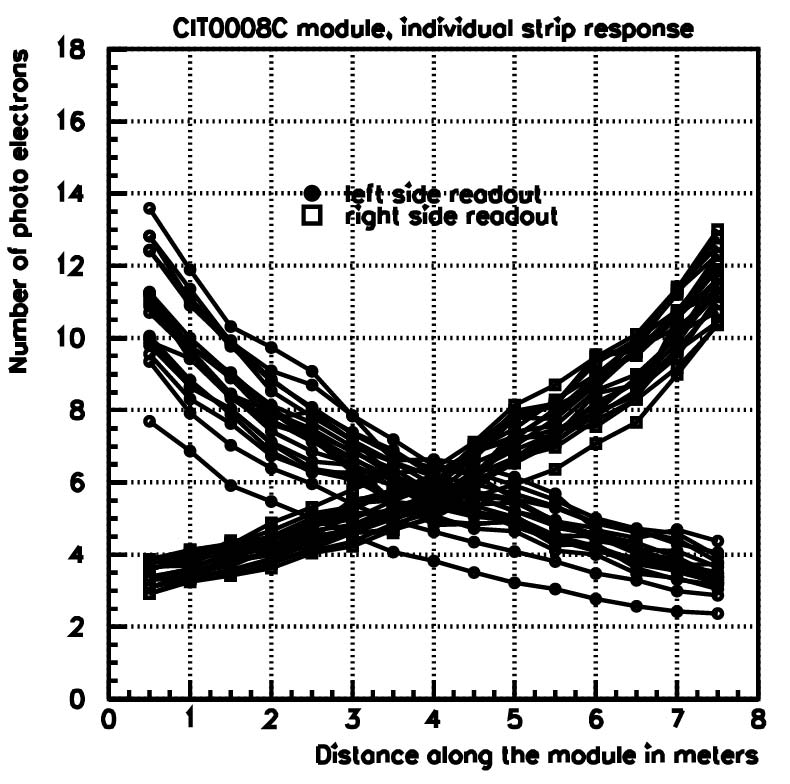 CIT0008C module, individual strip response
Number of photo electrons
18
16
14
12
10
8
6
4
2
0
left side readout
right side readout
0 1 2 3 4 5 6 7 8
Distance along the module in meters